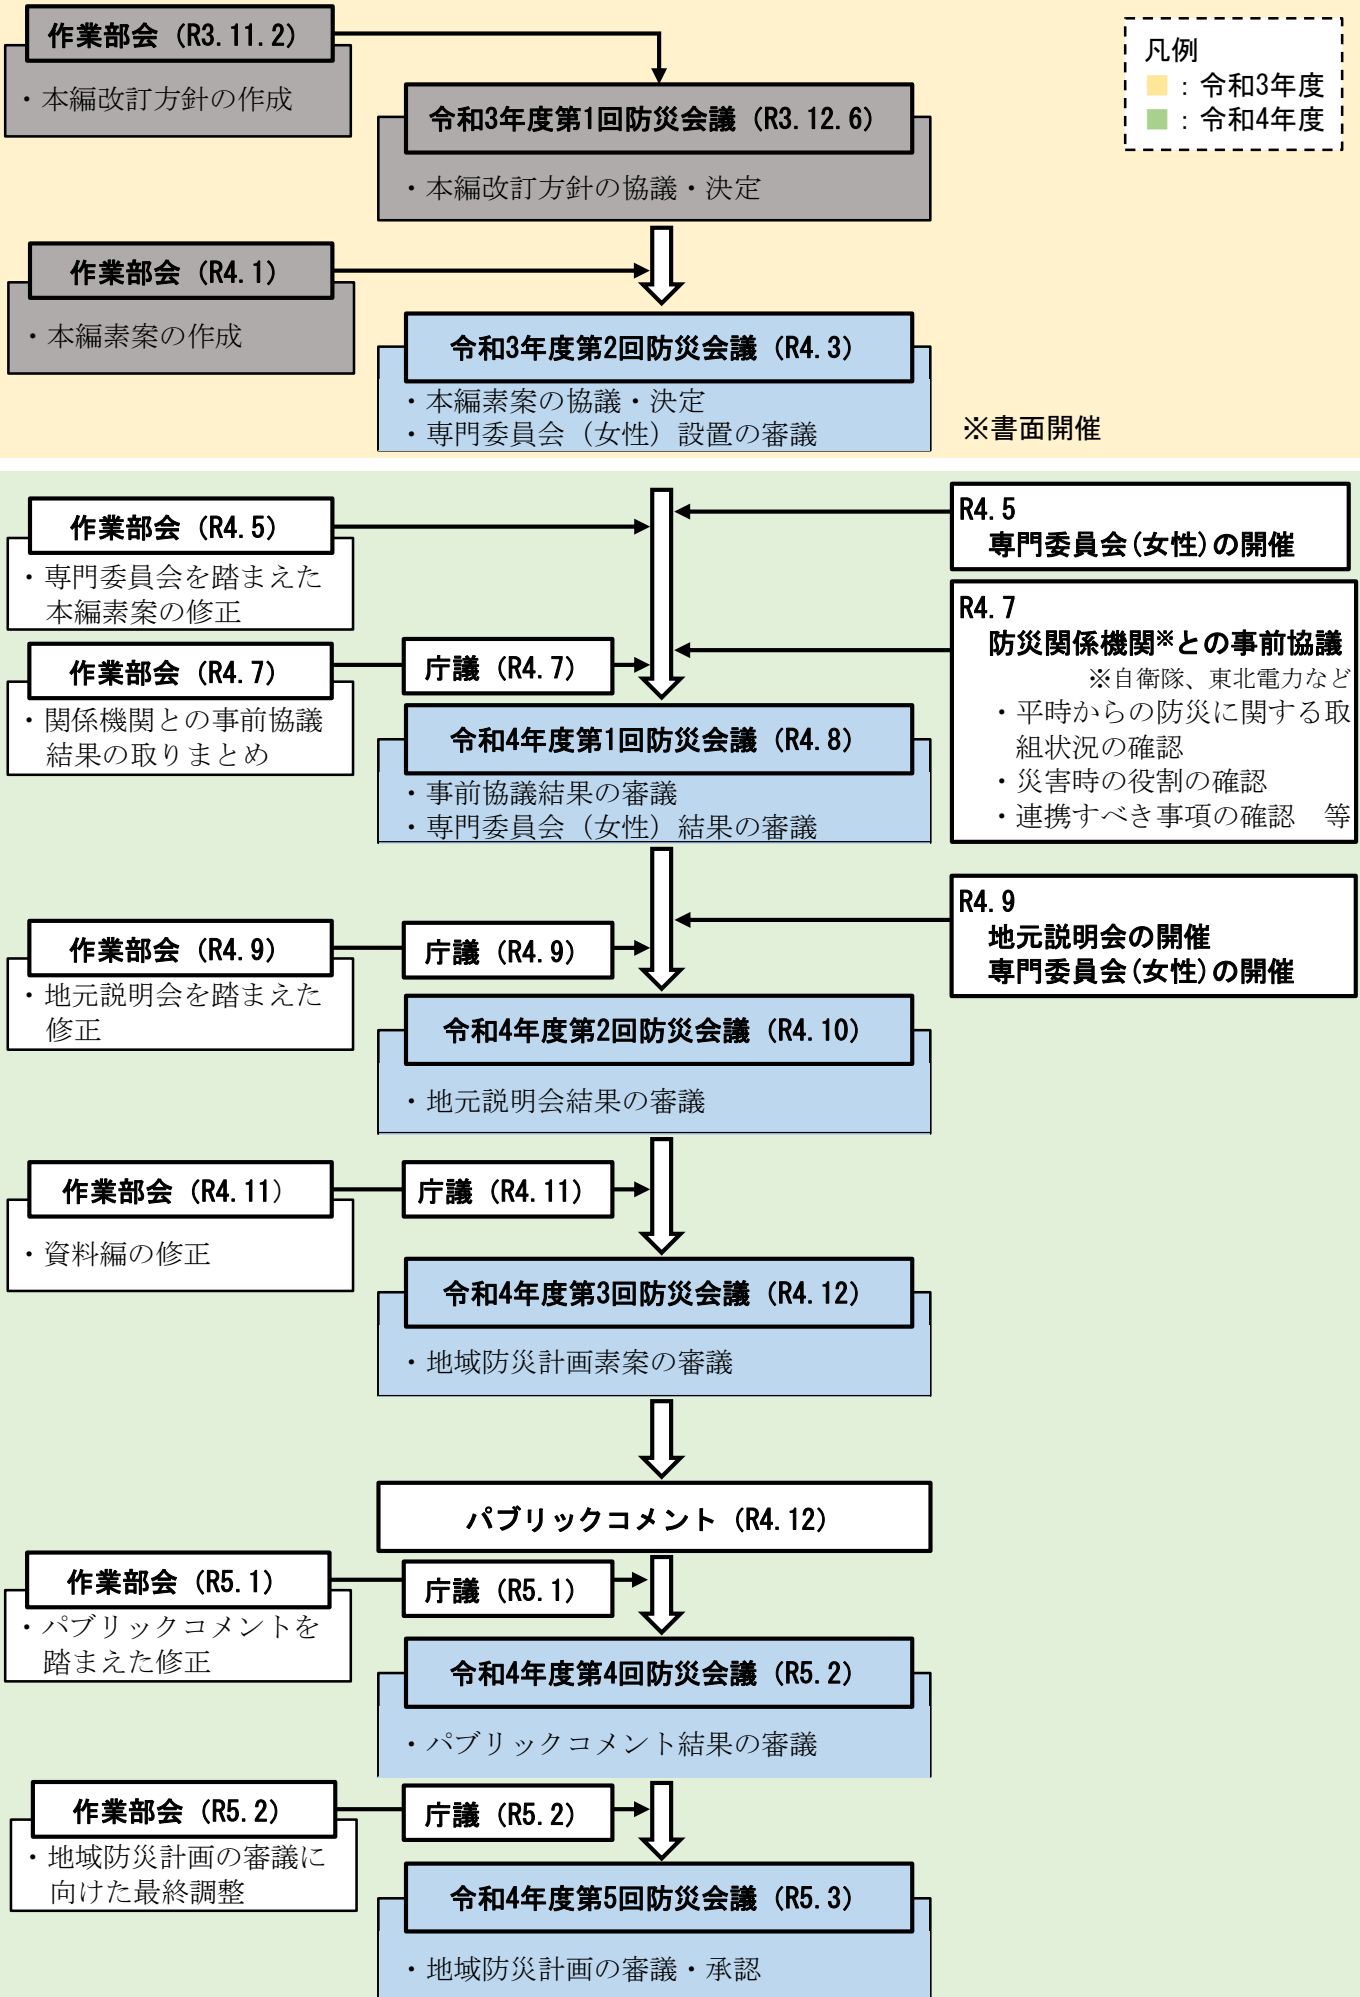 作業部会（R3.11.2）
・本編改訂方針の作成
凡例
：令和3年度
：令和4年度
令和3年度第1回防災会議（R3.12.6）
・本編改訂方針の協議・決定
作業部会（R4.1）
・本編素案の作成
令和3年度第2回防災会議（R4.3）
・本編素案の協議・決定
・専門委員会（女性）設置の審議
※書面開催
作業部会（R4.5）
・専門委員会を踏まえた
本編素案の修正
R4.5
専門委員会(女性)の開催
作業部会（R4.7）
・関係機関との事前協議
結果の取りまとめ
庁議（R4.7）
R4.7
防災関係機関※との事前協議
※自衛隊、東北電力など
・平時からの防災に関する取
組状況の確認
・災害時の役割の確認
・連携すべき事項の確認　等
令和4年度第1回防災会議（R4.8）
・事前協議結果の審議
・専門委員会（女性）結果の審議
作業部会（R4.9）
・地元説明会を踏まえた
修正
庁議（R4.9）
R4.9
地元説明会の開催
専門委員会(女性)の開催
令和4年度第2回防災会議（R4.10）
・地元説明会結果の審議
作業部会（R4.11）
・資料編の修正
庁議（R4.11）
令和4年度第3回防災会議（R4.12）
・地域防災計画素案の審議
パブリックコメント（R4.12）
作業部会（R5.1）
・パブリックコメントを
踏まえた修正
庁議（R5.1）
令和4年度第4回防災会議（R5.2）
・パブリックコメント結果の審議
作業部会（R5.2）
・地域防災計画の審議に
向けた最終調整
庁議（R5.2）
令和4年度第5回防災会議（R5.3）
・地域防災計画の審議・承認